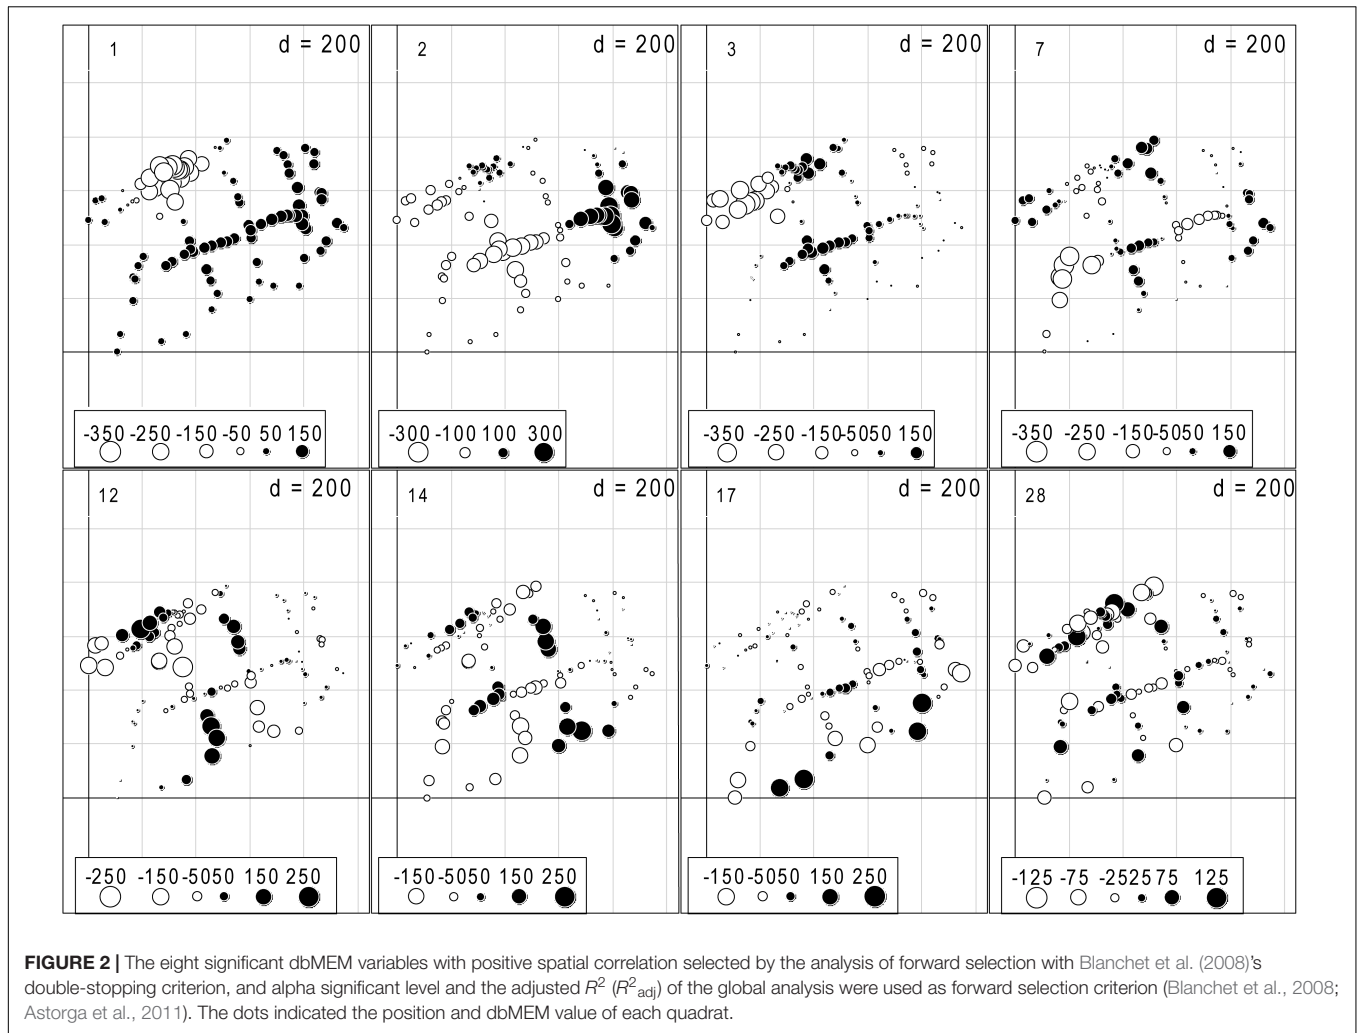 1 d = 200
2 d = 200
3 d = 200
7 d = 200
-350 -250 -150 -50 50 150
-300 -100 100 300
-350 -250 -150-5050 150
-350 -250 -150-5050 150
12 d = 200
14 d = 200
17 d = 200
28 d = 200
-250 -150 -5050 150 250
-150 -5050 150 250
-150 -5050 150 250
-125 -75 -2525 75 125
FIGURE 2 | The eight significant dbMEM variables with positive spatial correlation selected by the analysis of forward selection with Blanchet et al. (2008)'s
double-stopping criterion, and alpha significant level and the adjusted R² (R²adj) of the global analysis were used as forward selection criterion (Blanchet et al., 2008;
Astorga et al., 2011). The dots indicated the position and dbMEM value of each quadrat.